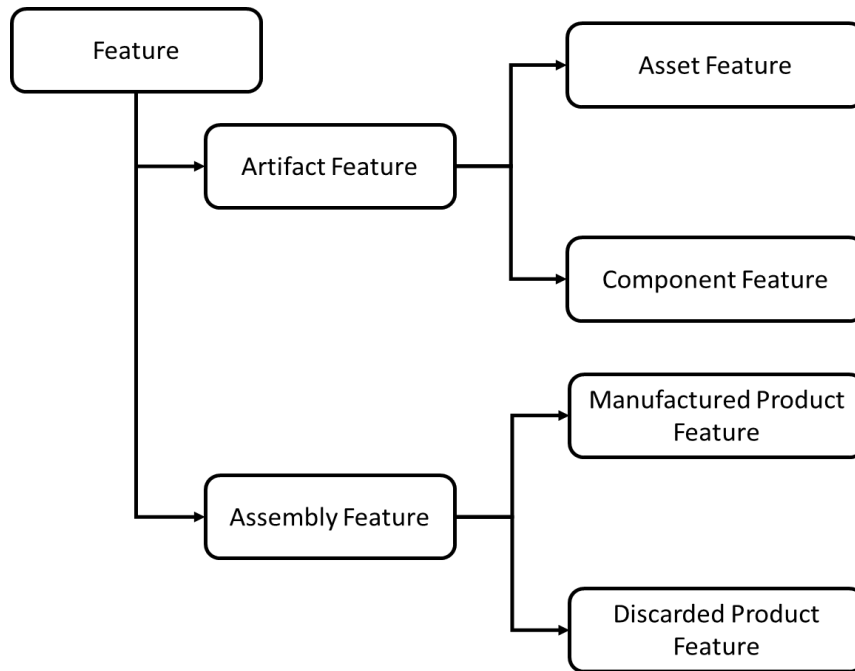 Feature
Asset Feature
Artifact Feature
Component Feature
Manufactured Product
Feature
Assembly Feature
Discarded Product
Feature